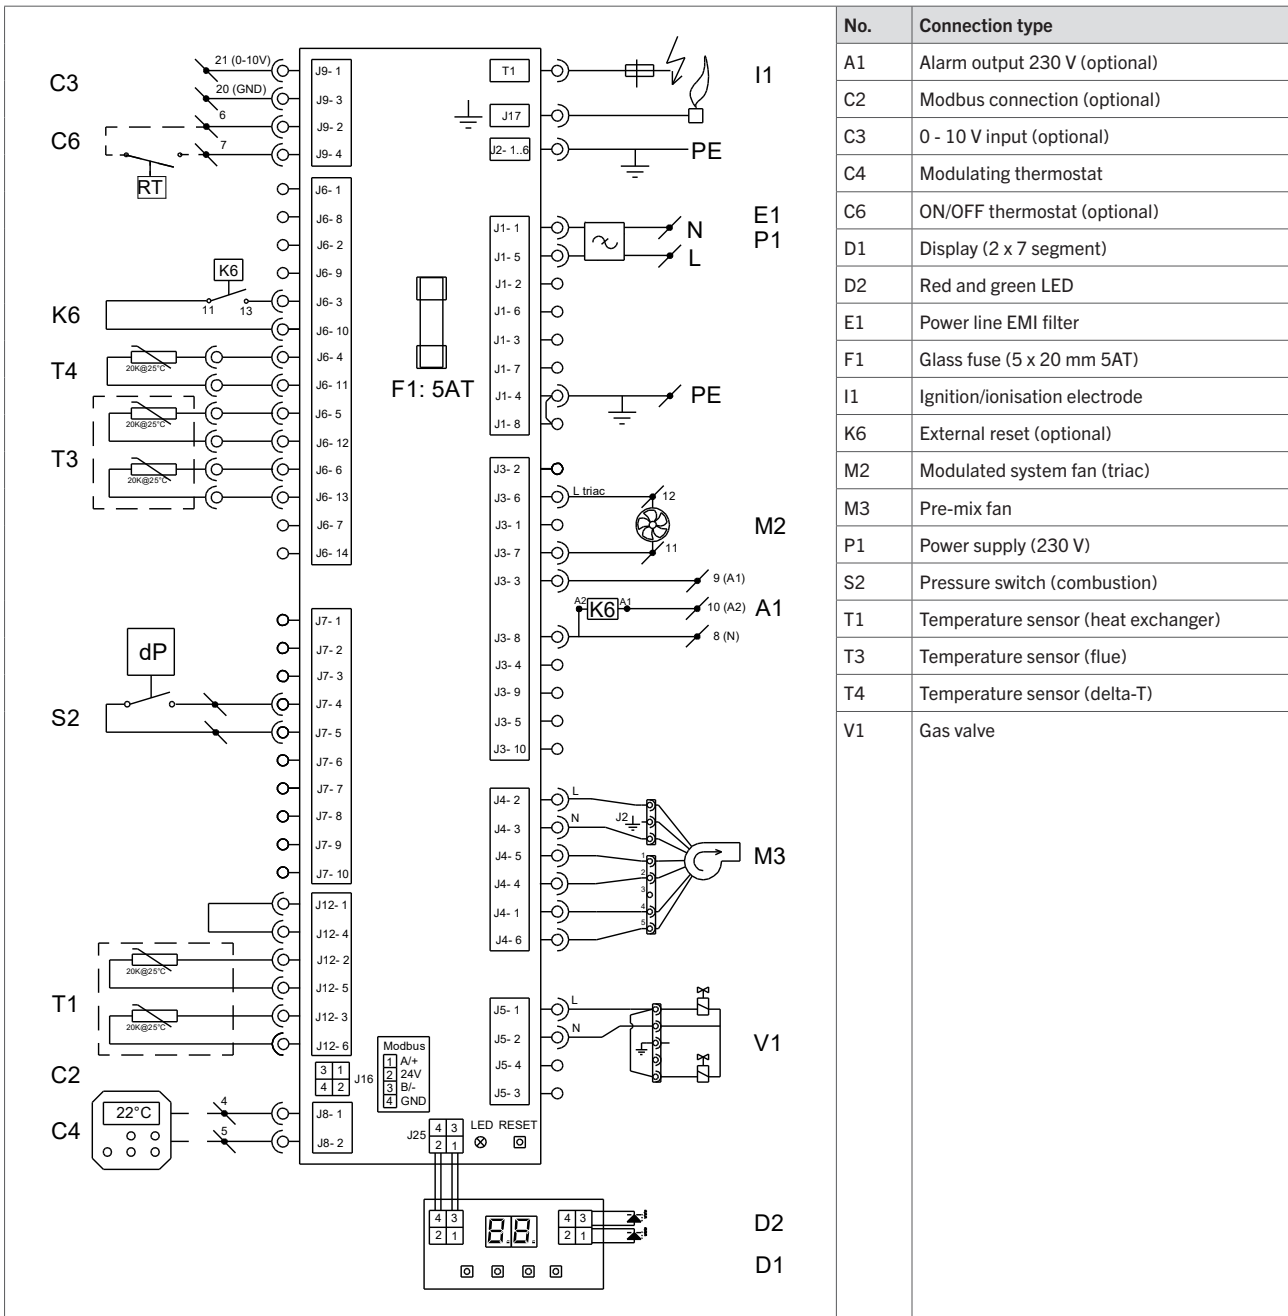 C3
21 (0-10V)
20 (GND)
C6
6
7
RT
J9- 1
J9- 3
J9- 2
J9- 4
J6- 1
J6- 8
J6- 2
J6- 9
J6- 3
J6- 10
J6- 4
J6- 11
J6- 5
J6- 12
J6- 6
J6- 13
J6- 7
J6- 14
K6
K6
11 13
T4
20K@25°C
T3
20K@25°C
20K@25°C
J7- 1
J7- 2
J7- 3
J7- 4
J7- 5
J7- 6
J7- 7
J7- 8
J7- 9
J7- 10
dP
S2
J12- 1
J12- 4
J12- 2
J12- 5
J12- 3
J12- 6
T1
20K@25°C
20K@25°C
C2
3 1
4 2
J16
Modbus
1 A/+
2 24V
3 B/-
4 GND
C4
22°C
4
5
J8- 1
J8- 2
F1: 5AT
T1
J17
J2- 1..6
I1
PE
J1- 1
J1- 5
J1- 2
J1- 6
J1- 3
J1- 7
J1- 4
J1- 8
N
L
E1
P1
PE
J3- 2
J3- 6
J3- 1
J3- 7
J3- 3
J3- 8
J3- 4
J3- 9
J3- 5
J3- 10
L triac
12
11
M2
9 (A1)
A2 K6 A1
10 (A2)
A1
8 (N)
J4- 2
J4- 3
J4- 5
J4- 4
J4- 1
J4- 6
L
N
J2
1
2
3
4
5
M3
J5- 1
J5- 2
J5- 4
J5- 3
L
N
V1
J25
4 3
2 1
LED RESET
4 3
2 1
8.8.
4 3
2 1
D2
D1
No. Connection type
A1 Alarm output 230 V (optional)
C2 Modbus connection (optional)
C3 0 - 10 V input (optional)
C4 Modulating thermostat
C6 ON/OFF thermostat (optional)
D1 Display (2 x 7 segment)
D2 Red and green LED
E1 Power line EMI filter
F1 Glass fuse (5 x 20 mm 5AT)
I1 Ignition/ionisation electrode
K6 External reset (optional)
M2 Modulated system fan (triac)
M3 Pre-mix fan
P1 Power supply (230 V)
S2 Pressure switch (combustion)
T1 Temperature sensor (heat exchanger)
T3 Temperature sensor (flue)
T4 Temperature sensor (delta-T)
V1 Gas valve